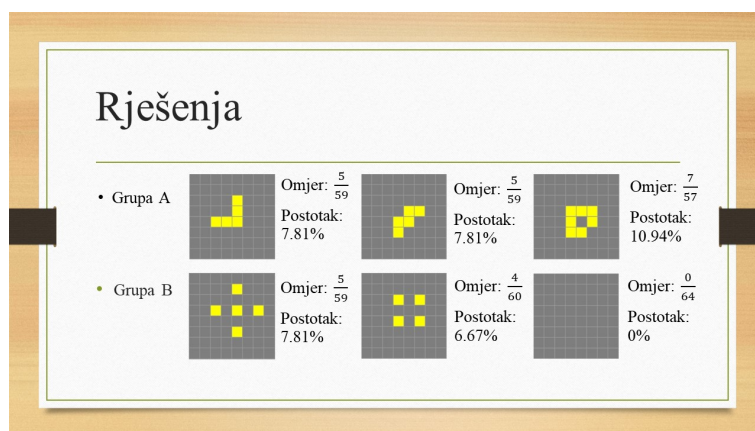 Rješenja
• Grupa A
Omjer: 5/59
Postotak:
7.81%
Omjer: 5/59
Postotak:
7.81%
Omjer: 7/57
Postotak:
10.94%
• Grupa B
Omjer: 5/59
Postotak:
7.81%
Omjer: 4/60
Postotak:
6.67%
Omjer: 0/64
Postotak:
0%